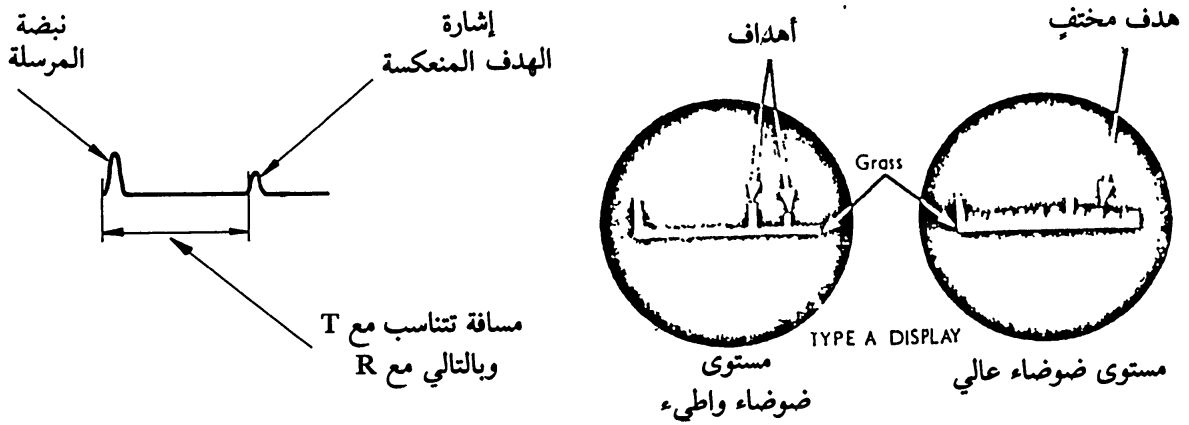 نبضة
المرسلة
إشارة
الهدف المنعكسة
مسافة تتناسب مع T
وبالتالي مع R
أهداف
هدف مختفٍ
Grass
TYPE A DISPLAY
مستوى
ضوضاء واطيء
مستوى ضوضاء عالي